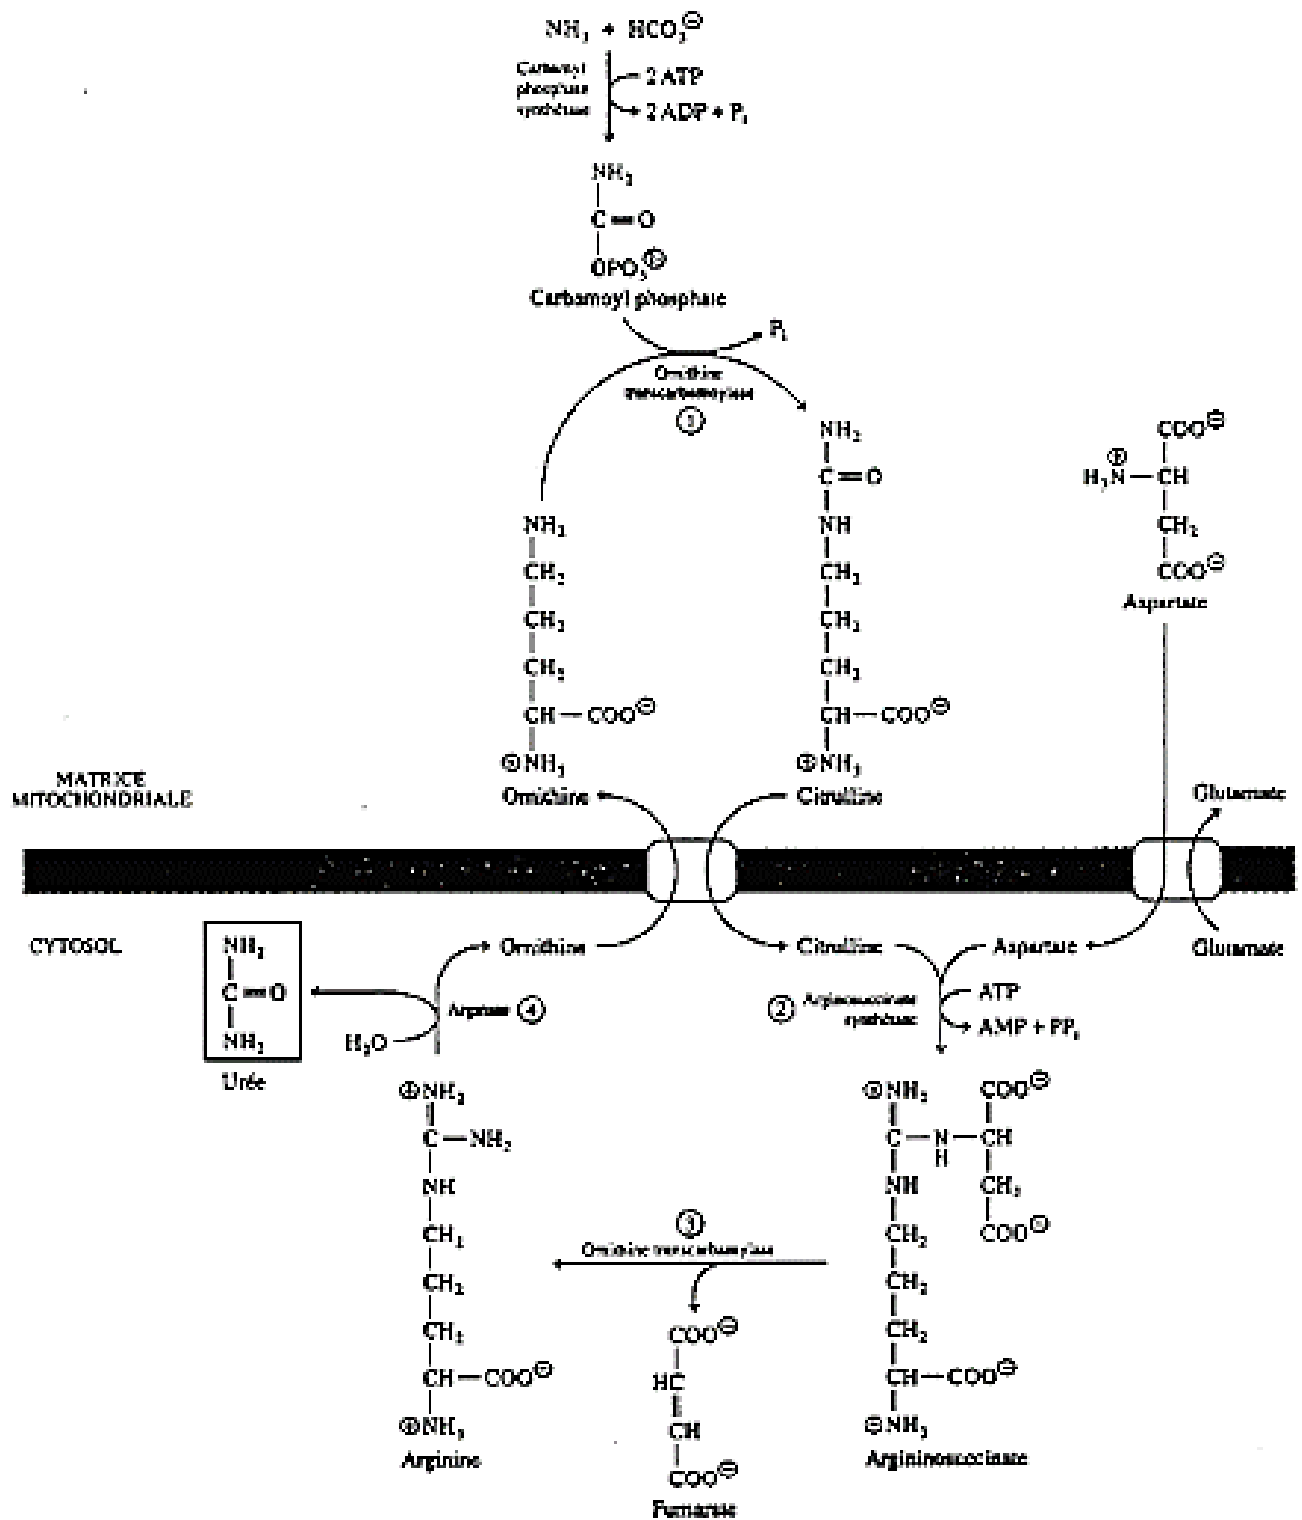 NH₃ + HCO₃⊖
Carbamoyl
phosphate
synthétase
2 ATP
2 ADP + Pᵢ
NH₂
C=O
OPO₃
Carbamoyl phosphate
Pᵢ
Ornithine
transcarbamoylase
1
NH₂
CH₂
CH₂
CH₂
CH—COO⊖
⊕NH₃
Ornithine
NH₂
C=O
NH
CH₂
CH₂
CH₂
CH—COO⊖
⊕NH₃
Citrulline
COO⊖
⊕
H₃N—CH
CH₂
COO⊖
Aspartate
MATRICE
MITOCHONDRIALE
Glutamate
CYTOSOL
NH₂
C=O
NH₂
Urée
Ornithine
Citrulline
Aspartate
Glutamate
Arginase 4
H₂O
2 Argininosuccinate
synthétase
ATP
AMP + PPᵢ
⊕NH₂
C—NH₂
NH
CH₂
CH₂
CH₂
CH—COO⊖
⊕NH₃
Arginine
3
Ornithine transcarbamylase
COO⊖
HC
CH
COO⊖
Fumarate
⊕NH₂
COO⊖
C—N—CH
H
NH
CH₂
COO⊖
CH₂
CH₂
CH₂
CH—COO⊖
NH₃
Argininosuccinate